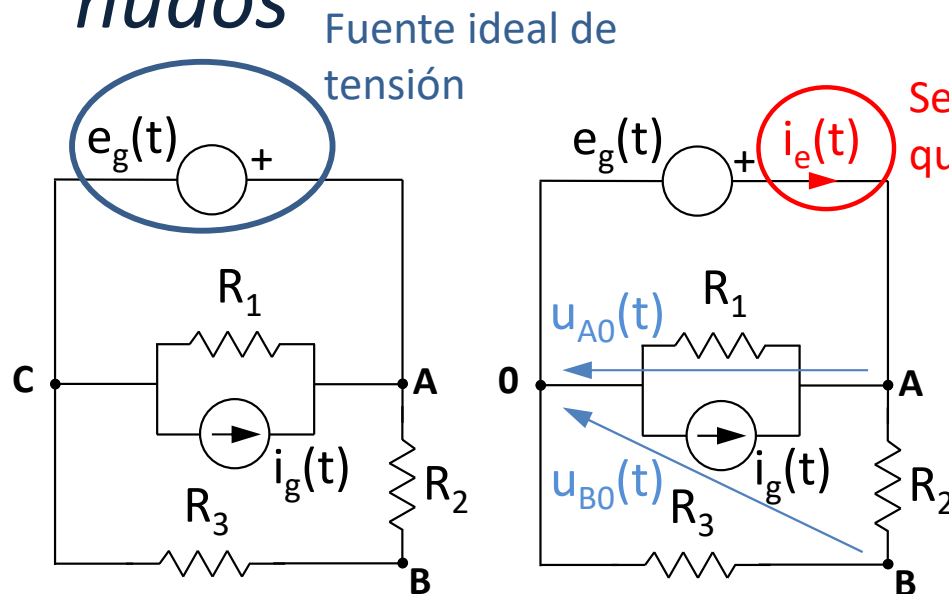 nudos
Fuente ideal de
tensión
e_g(t)
+
R_1
C
A
i_g(t)
R_2
R_3
B
e_g(t)
+
i_e(t)
Se
qu
R_1
u_A0(t)
0
A
i_g(t)
u_B0(t)
R_2
R_3
B